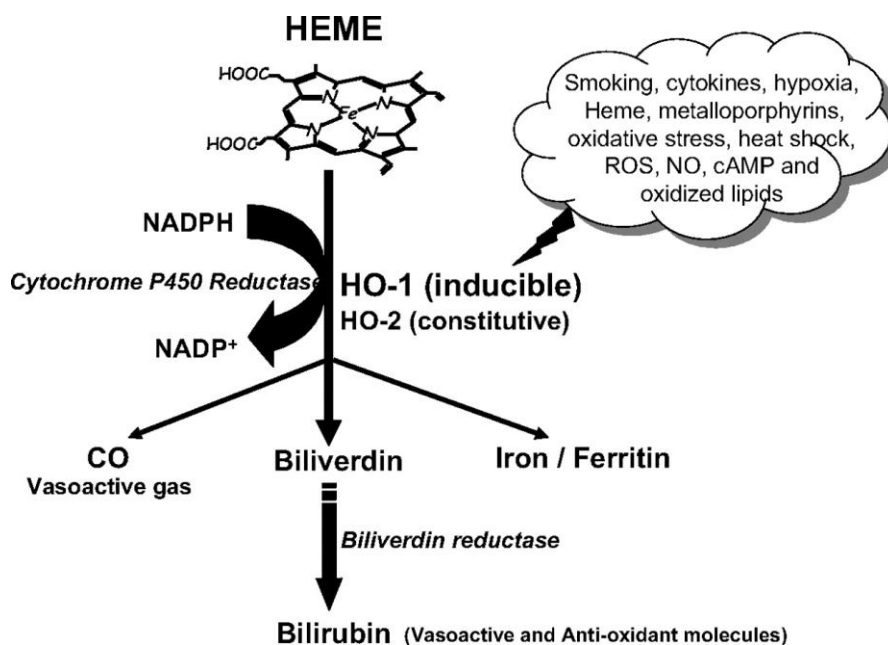 HEME
HOOC
HOOC
N
N
Fe
N
N
Smoking, cytokines, hypoxia,
Heme, metalloporphyrins,
oxidative stress, heat shock,
ROS, NO, cAMP and
oxidized lipids
NADPH
Cytochrome P450 Reductase
HO-1 (inducible)
HO-2 (constitutive)
NADP+
CO
Vasoactive gas
Biliverdin
Iron / Ferritin
Biliverdin reductase
Bilirubin (Vasoactive and Anti-oxidant molecules)